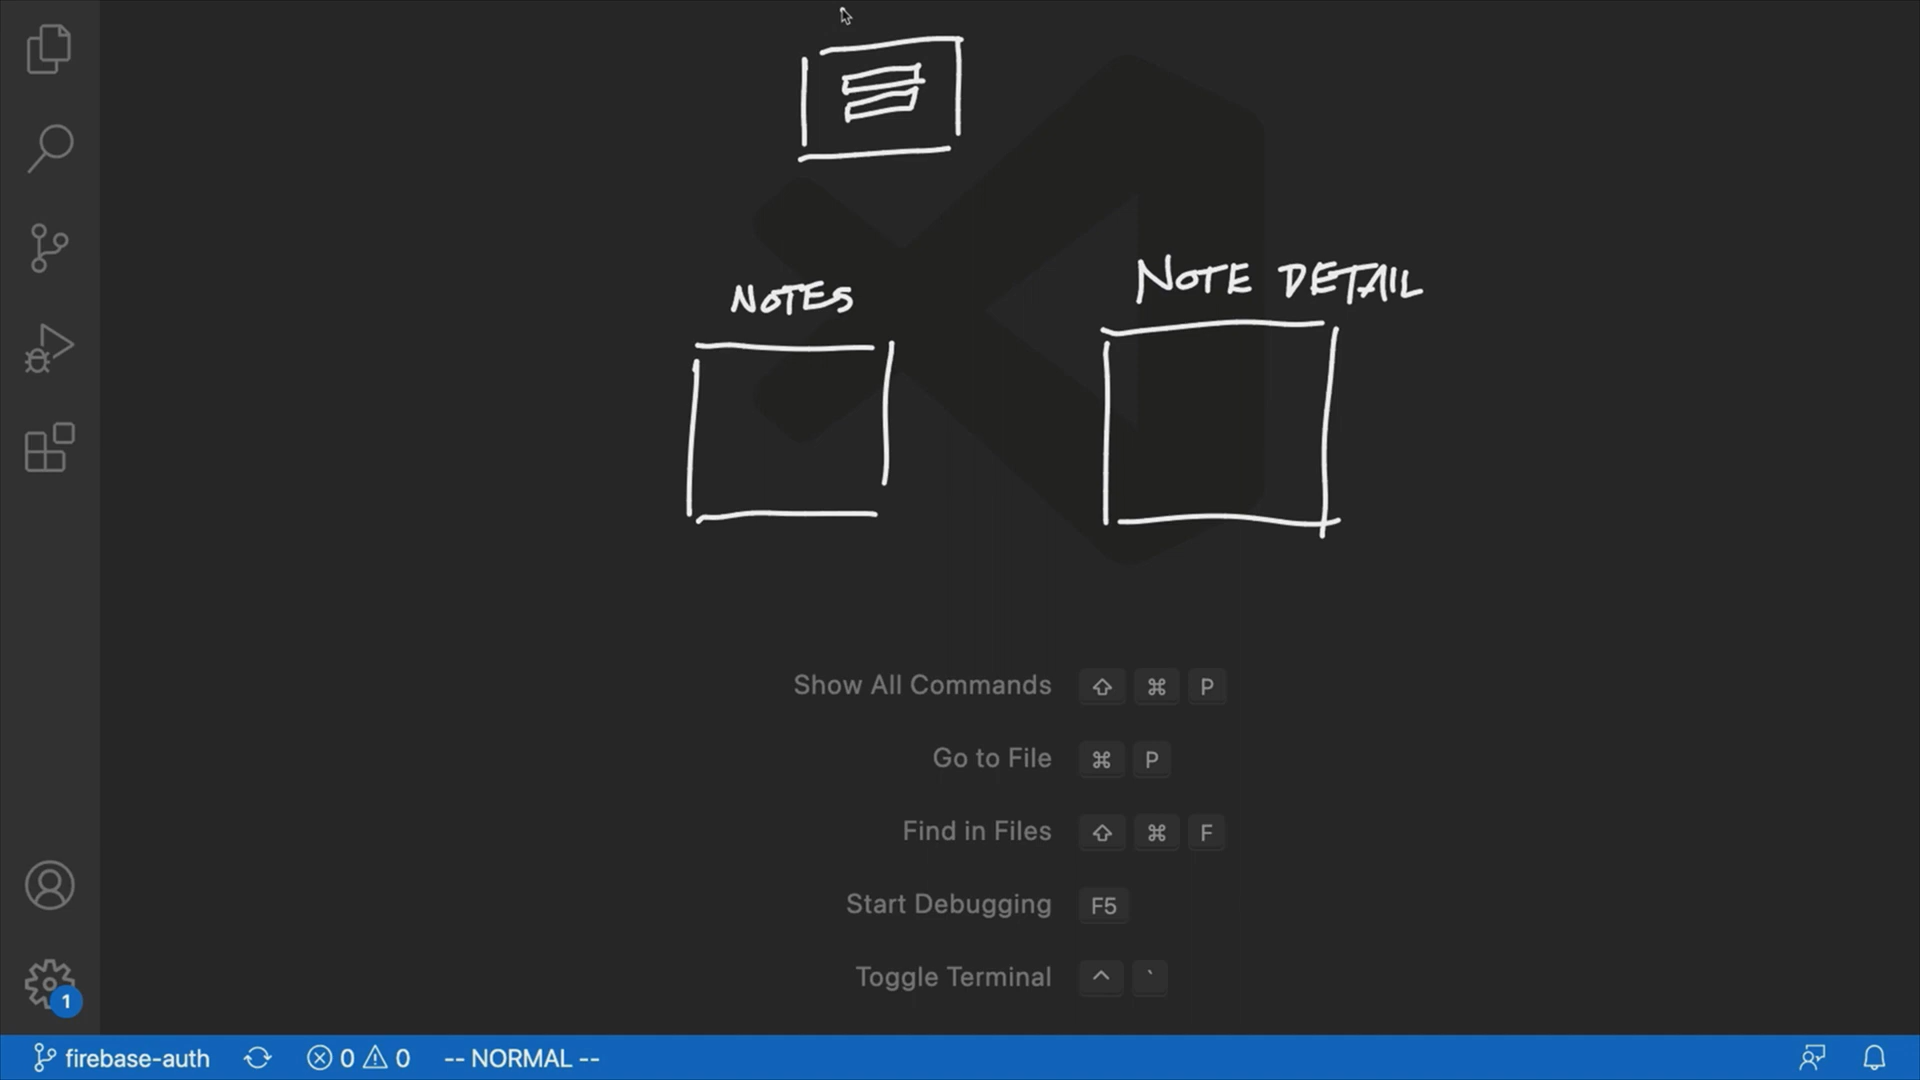 NOTES
NOTE DETAIL
Show All Commands ⇧ ⌘ P
Go to File ⌘ P
Find in Files ⇧ ⌘ F
Start Debugging F5
Toggle Terminal ^ `
1
firebase-auth 0 0 -- NORMAL --